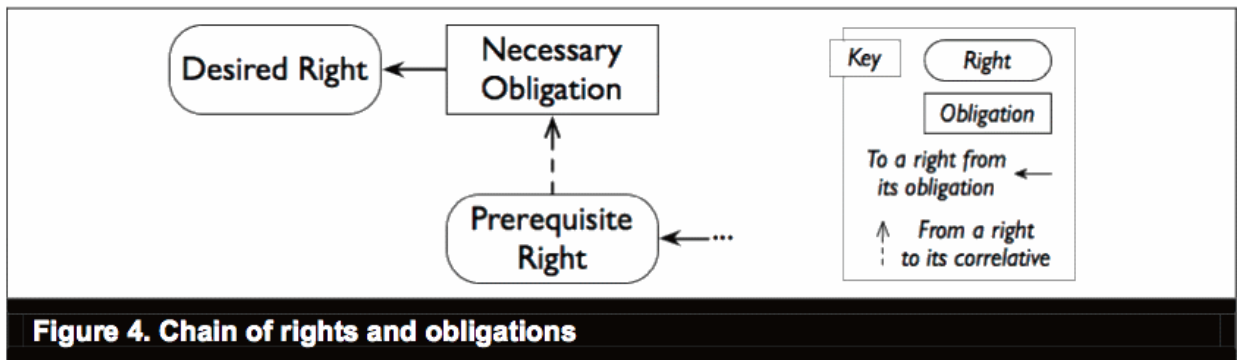 Desired Right
Necessary
Obligation
Prerequisite
Right
...
Key
Right
Obligation
To a right from
its obligation
From a right
to its correlative
Figure 4. Chain of rights and obligations